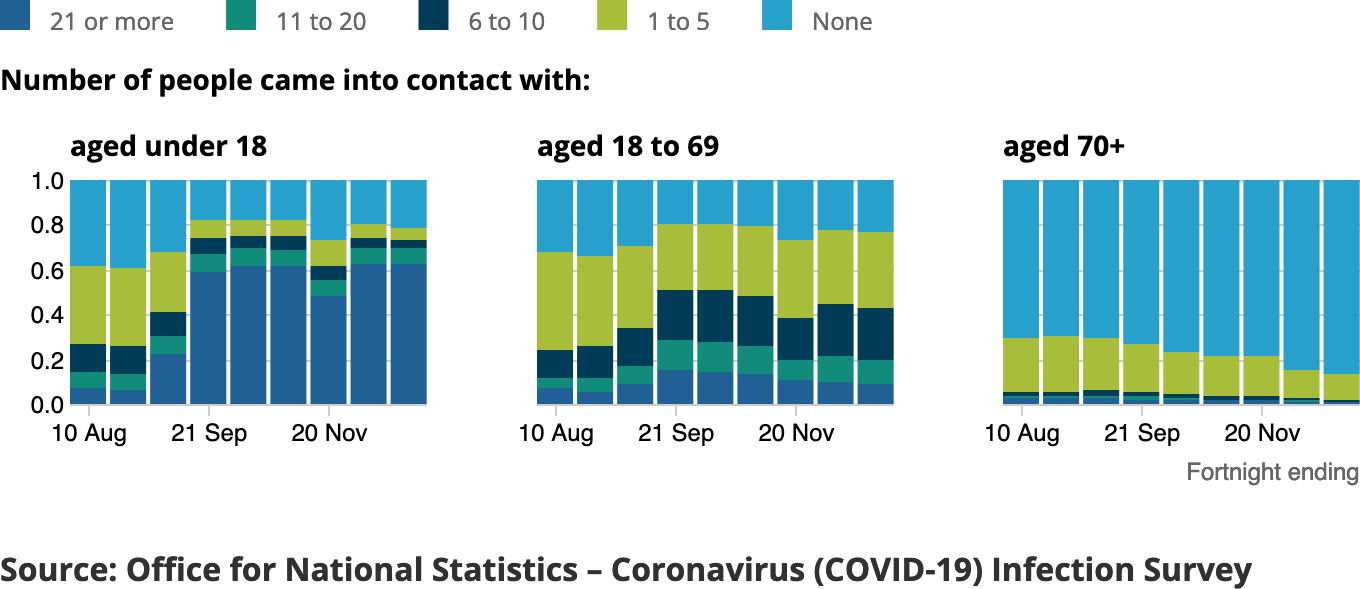 21 or more 11 to 20 6 to 10 1 to 5 None
Number of people came into contact with:
aged under 18 aged 18 to 69 aged 70+
1.0
0.8
0.6
0.4
0.2
0.0
10 Aug 21 Sep 20 Nov 10 Aug 21 Sep 20 Nov 10 Aug 21 Sep 20 Nov
Fortnight ending
Source: Office for National Statistics – Coronavirus (COVID-19) Infection Survey